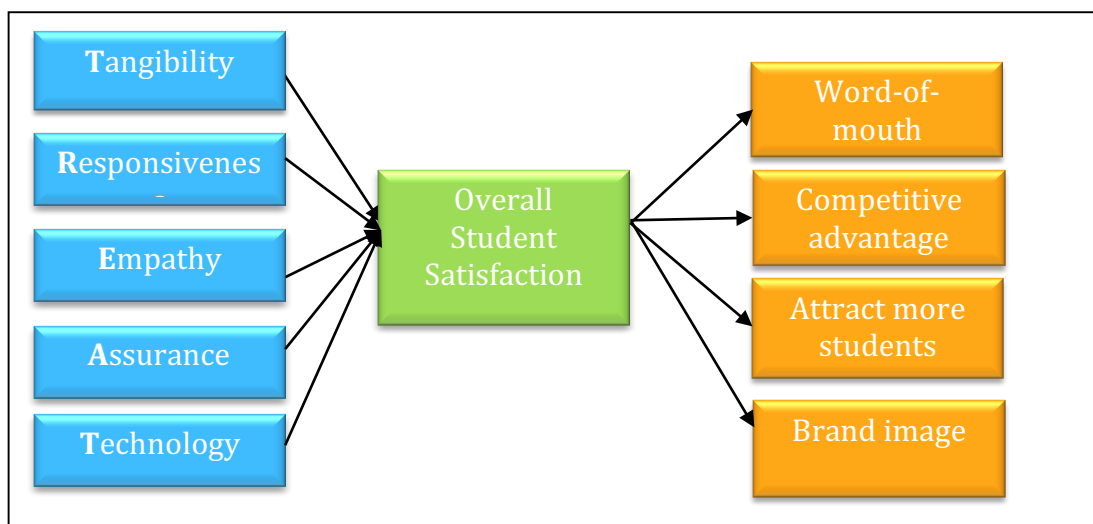 Tangibility
Responsivenes
Empathy
Assurance
Technology
Overall
Student
Satisfaction
Word-of-
mouth
Competitive
advantage
Attract more
students
Brand image